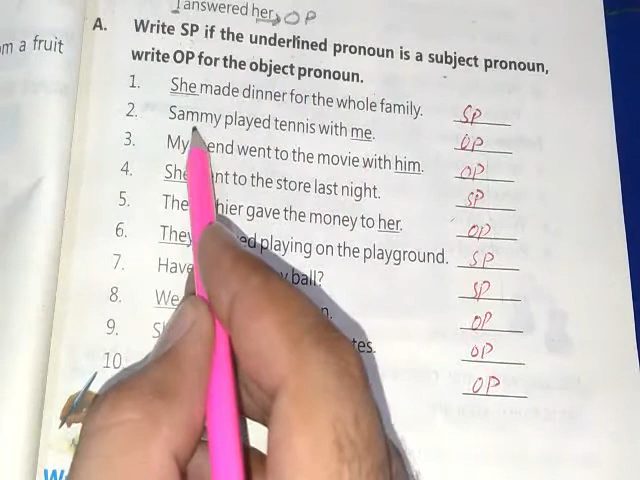 I answered her OP
m a fruit
A. Write SP if the underlined pronoun is a subject pronoun,
write OP for the object pronoun.
1. She made dinner for the whole family. SP
2. Sammy played tennis with me. OP
3. My end went to the movie with him. OP
4. She nt to the store last night. SP
5. The hier gave the money to her. OP
6. They ed playing on the playground. SP
7. Have y ball? SP
8. We n. OP
9. S tes. OP
10 OP
W